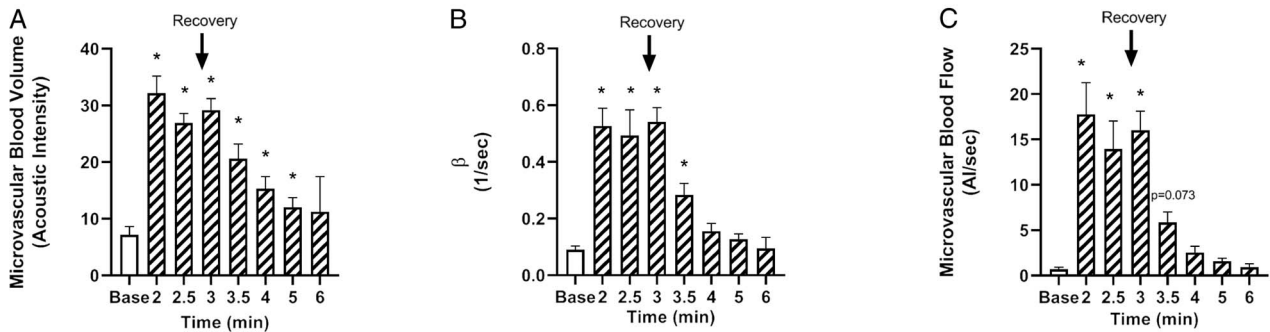 A
Recovery
Microvascular Blood Volume
(Acoustic Intensity)
40
30
20
10
0
* * * * * *
Base 2 2.5 3 3.5 4 5 6
Time (min)
B
Recovery
β
(1/sec)
0.8
0.6
0.4
0.2
0.0
* * * *
Base 2 2.5 3 3.5 4 5 6
Time (min)
C
Recovery
Microvascular Blood Flow
(AI/sec)
25
20
15
10
5
0
* * *
p=0.073
Base 2 2.5 3 3.5 4 5 6
Time (min)